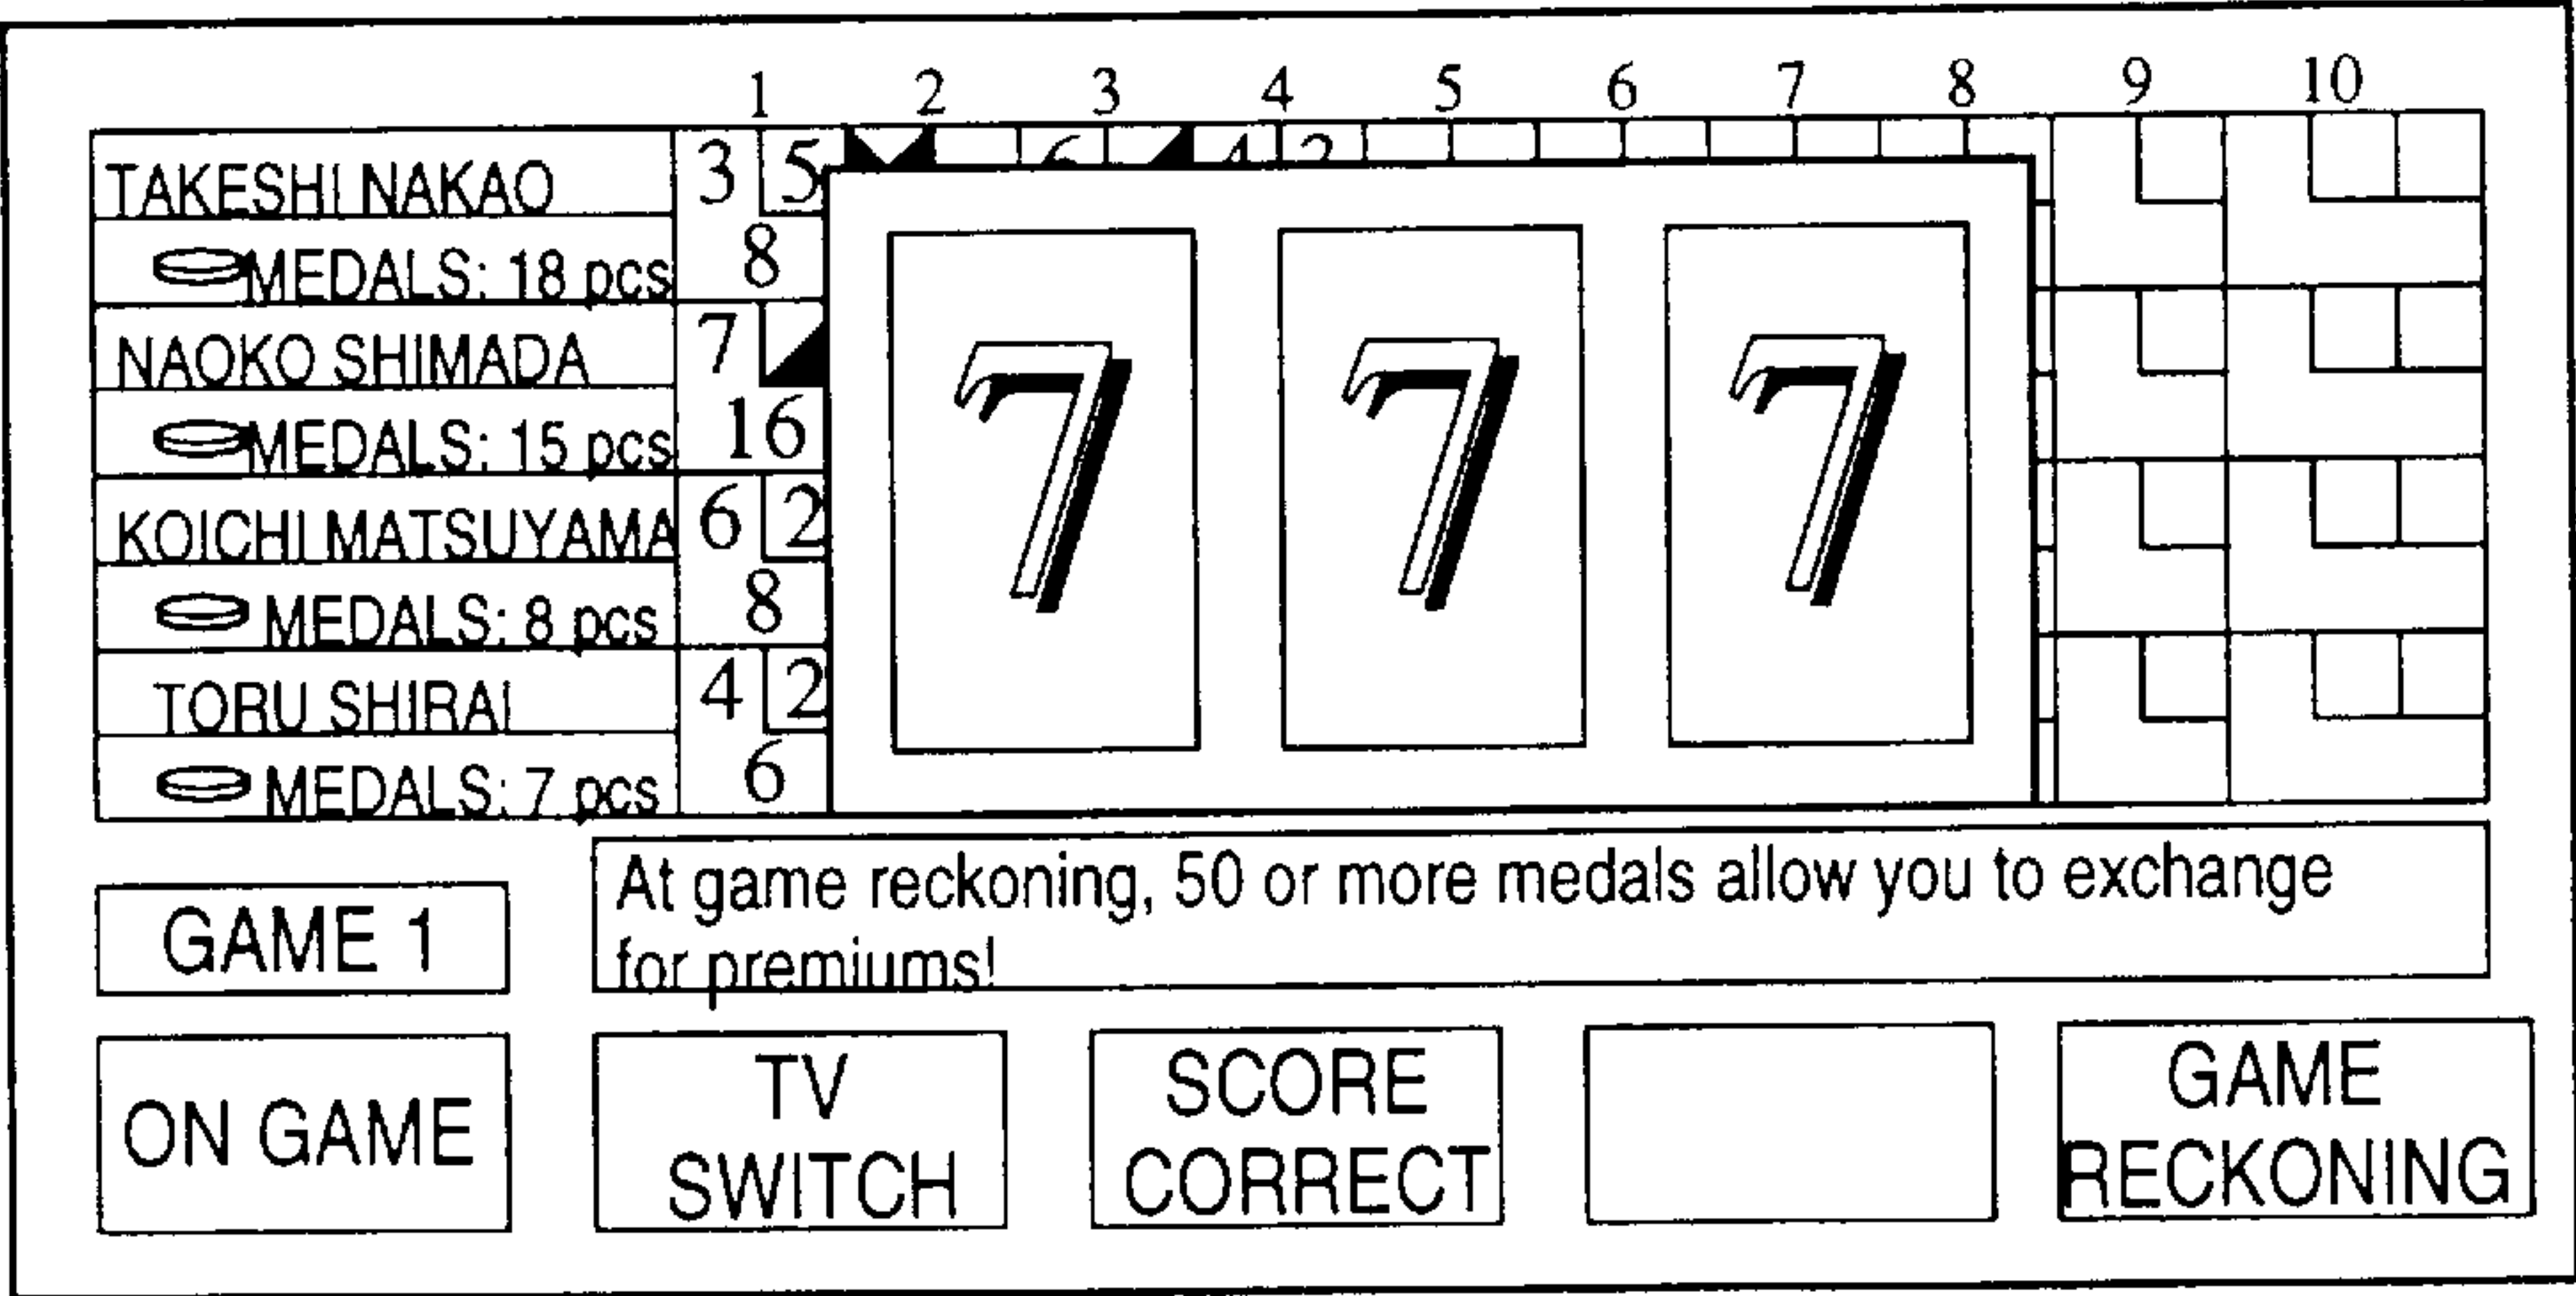 1 2 3 4 5 6 7 8 9 10
TAKESHI NAKAO 3 5 6 4 2
MEDALS: 18 pcs 8
NAOKO SHIMADA 7
MEDALS: 15 pcs 16
KOICHI MATSUYAMA 6 2
MEDALS: 8 pcs 8
TORU SHIRAI 4 2
MEDALS: 7 pcs 6
7 7 7
GAME 1
At game reckoning, 50 or more medals allow you to exchange
for premiums!
ON GAME
TV
SWITCH
SCORE
CORRECT
GAME
RECKONING